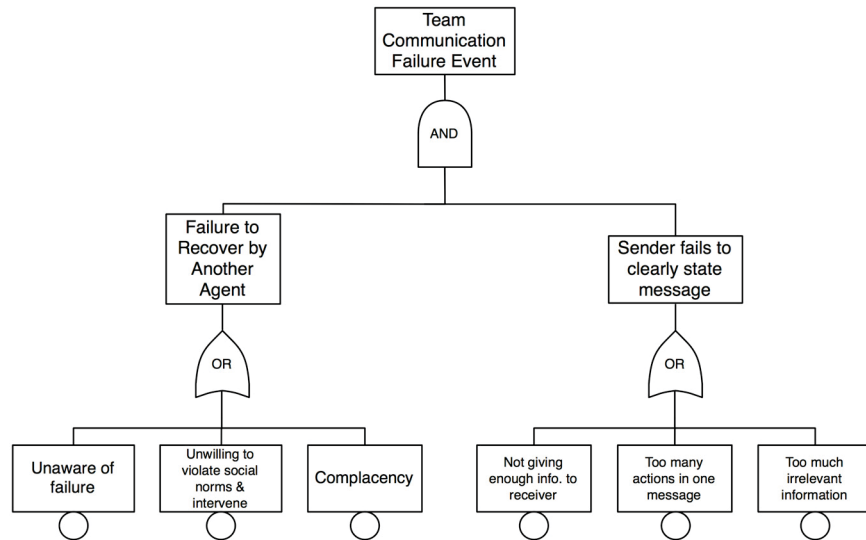 Team
Communication
Failure Event
AND
Failure to
Recover by
Another
Agent
Sender fails to
clearly state
message
OR
OR
Unaware of
failure
Unwilling to
violate social
norms &
intervene
Complacency
Not giving
enough info. to
receiver
Too many
actions in one
message
Too much
irrelevant
information